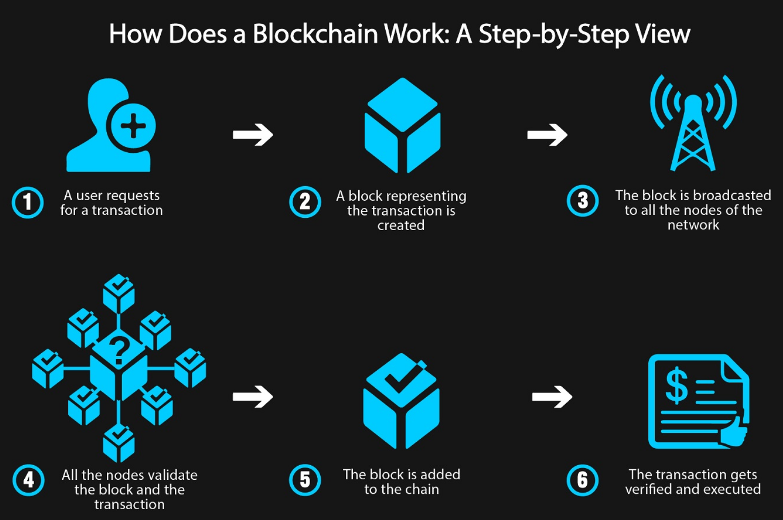 How Does a Blockchain Work: A Step-by-Step View
1
A user requests
for a transaction
2
A block representing
the transaction is
created
3
The block is broadcasted
to all the nodes of the
network
?
4
All the nodes validate
the block and the
transaction
5
The block is added
to the chain
$
6
The transaction gets
verified and executed